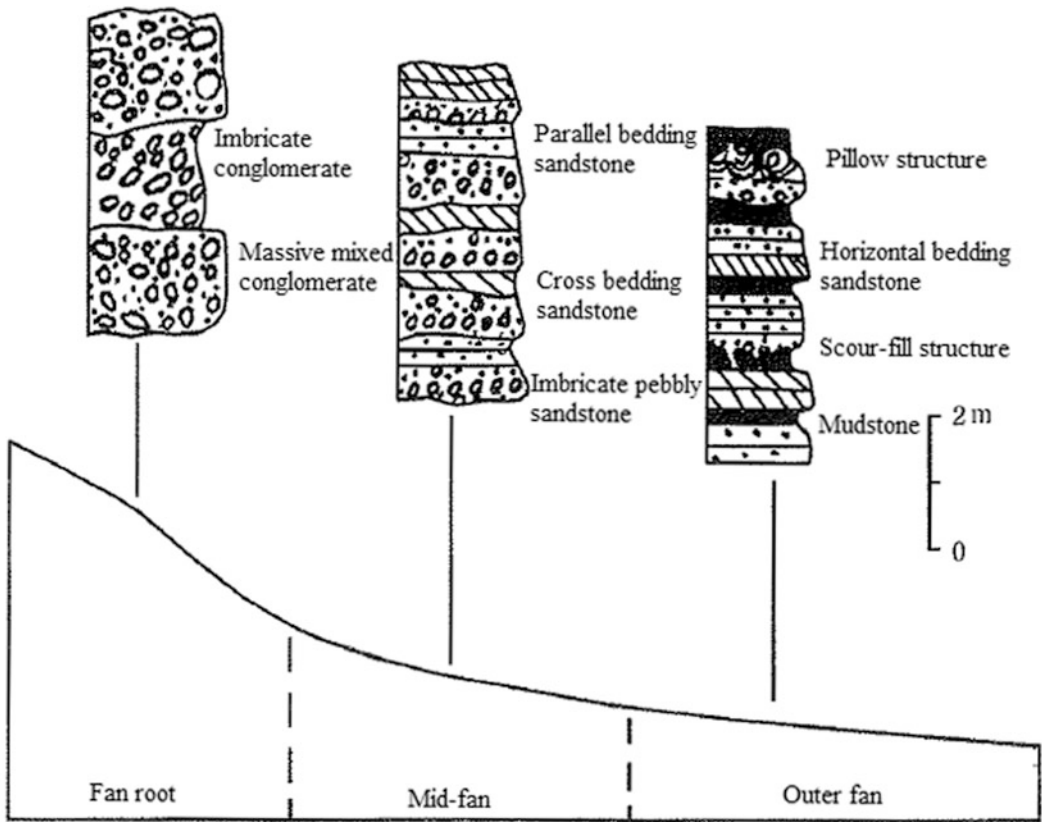 Imbricate
conglomerate
Massive mixed
conglomerate
Parallel bedding
sandstone
Cross bedding
sandstone
Imbricate pebbly
sandstone
Pillow structure
Horizontal bedding
sandstone
Scour-fill structure
Mudstone
2 m
0
Fan root
Mid-fan
Outer fan